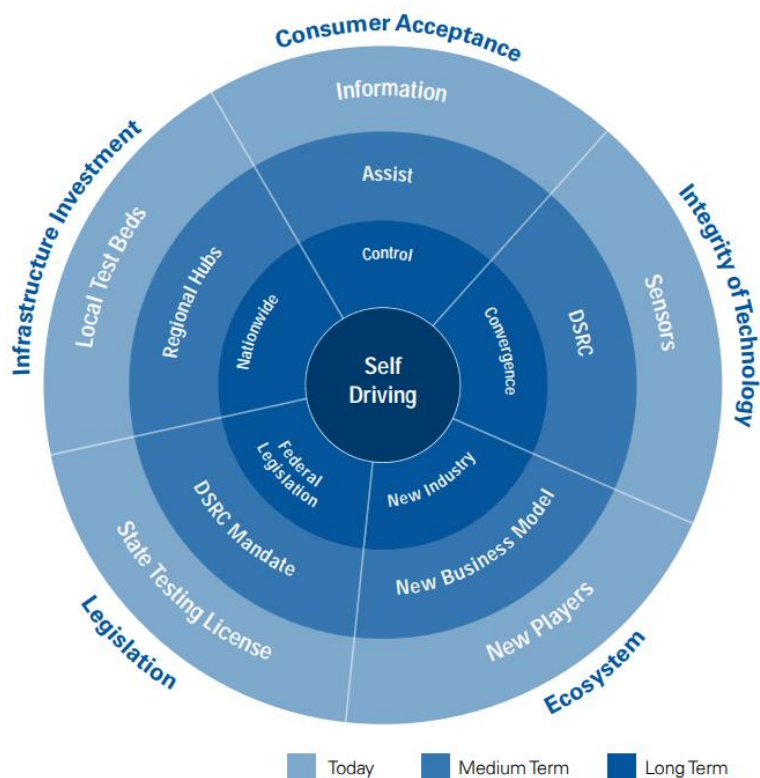 Consumer Acceptance
Information
Assist
Control
Integrity of Technology
Sensors
DSRC
Convergence
Ecosystem
New Players
New Business Model
New Industry
Legislation
State Testing License
DSRC Mandate
Federal
Legislation
Infrastructure Investment
Local Test Beds
Regional Hubs
Nationwide
Self
Driving
Today
Medium Term
Long Term